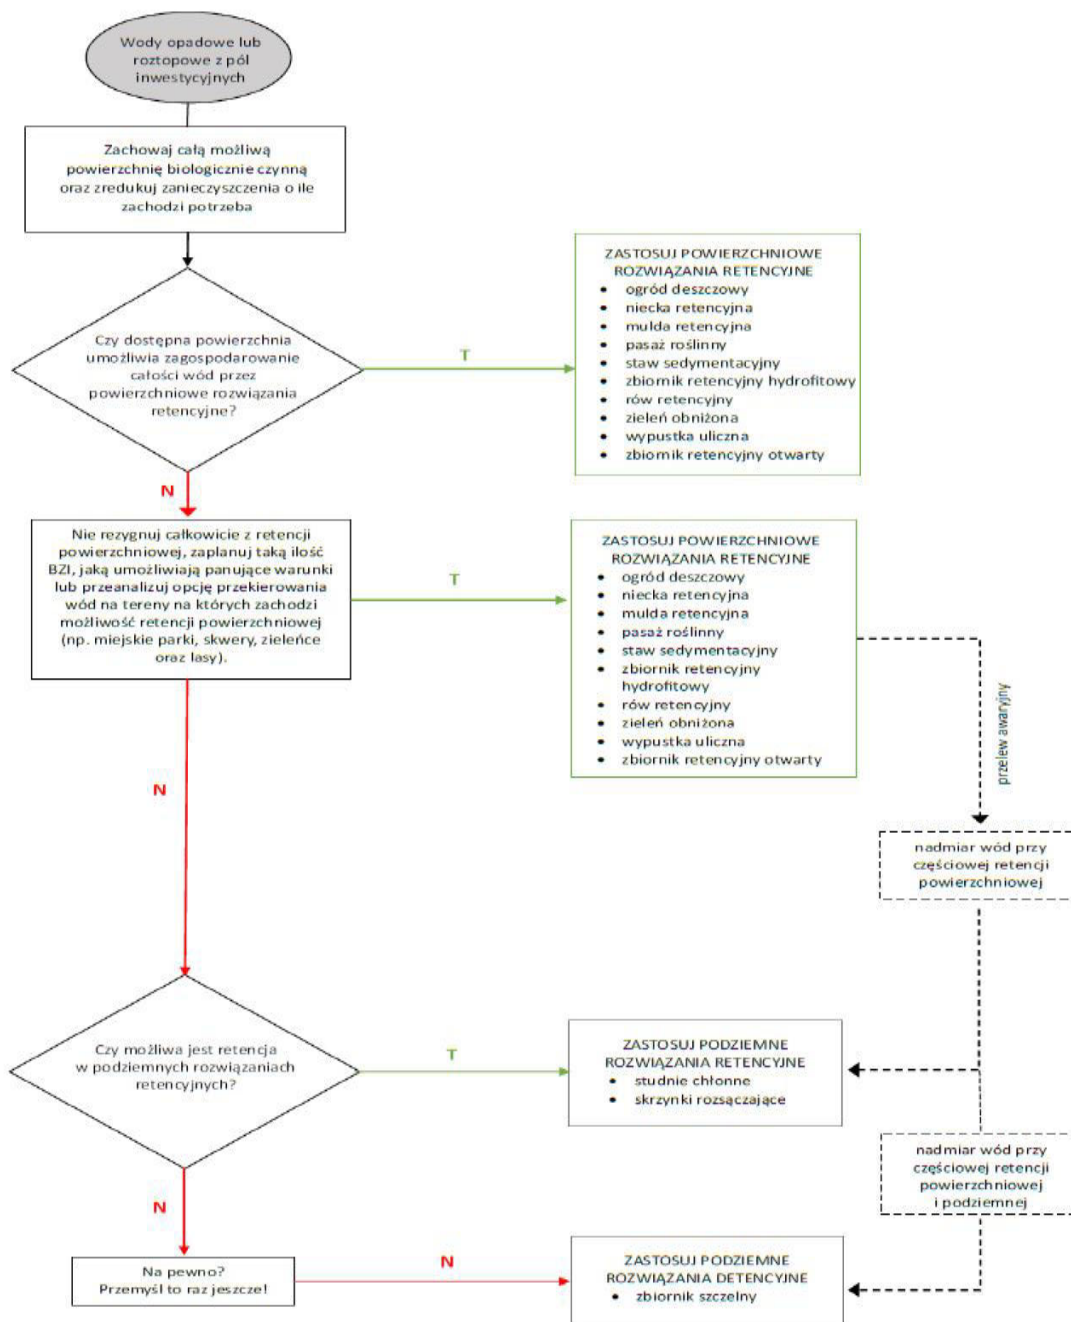 Wody opadowe lub
roztopowe z pól
inwestycyjnych
Zachowaj całą możliwą
powierzchnię biologicznie czynną
oraz zredukuj zanieczyszczenia o ile
zachodzi potrzeba
Czy dostępna powierzchnia
umożliwia zagospodarowanie
całości wód przez
powierzchniowe rozwiązania
retencyjne?
T
ZASTOSUJ POWIERZCHNIOWE
ROZWIĄZANIA RETENCYJNE
• ogród deszczowy
• niecka retencyjna
• mulda retencyjna
• pasaż roślinny
• staw sedymentacyjny
• zbiornik retencyjny hydrofitowy
• rów retencyjny
• zieleń obniżona
• wypustka uliczna
• zbiornik retencyjny otwarty
N
Nie rezygnuj całkowicie z retencji
powierzchniowej, zaplanuj taką ilość
BZI, jaką umożliwiają panujące warunki
lub przeanalizuj opcję przekierowania
wód na tereny na których zachodzi
możliwość retencji powierzchniowej
(np. miejskie parki, skwery, zieleńce
oraz lasy).
T
ZASTOSUJ POWIERZCHNIOWE
ROZWIĄZANIA RETENCYJNE
• ogród deszczowy
• niecka retencyjna
• mulda retencyjna
• pasaż roślinny
• staw sedymentacyjny
• zbiornik retencyjny
hydrofitowy
• rów retencyjny
• zieleń obniżona
• wypustka uliczna
• zbiornik retencyjny otwarty
przelew awaryjny
N
nadmiar wód przy
częściowej retencji
powierzchniowej
Czy możliwa jest retencja
w podziemnych rozwiązaniach
retencyjnych?
T
ZASTOSUJ PODZIEMNE
ROZWIĄZANIA RETENCYJNE
• studnie chłonne
• skrzynki rozsączające
nadmiar wód przy
częściowej retencji
powierzchniowej
i podziemnej
N
Na pewno?
Przemyśl to raz jeszcze!
N
ZASTOSUJ PODZIEMNE
ROZWIĄZANIA DETENCYJNE
• zbiornik szczelny